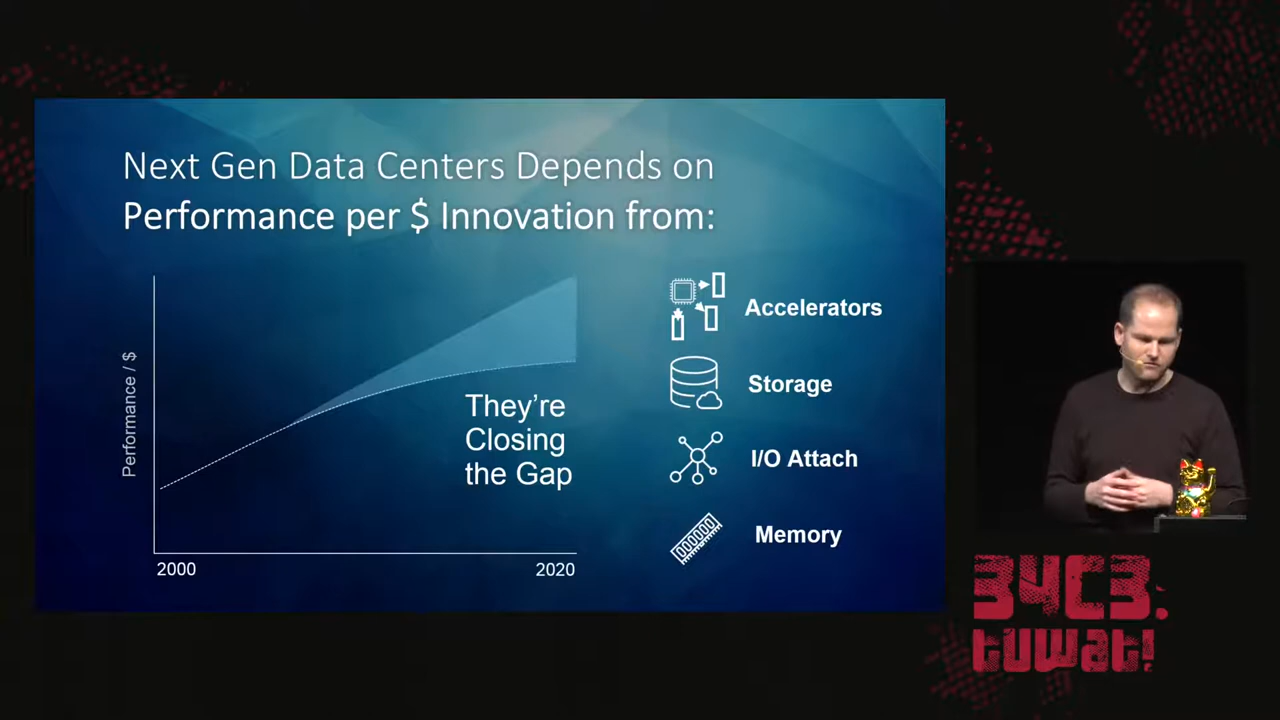 Next Gen Data Centers Depends on
Performance per $ Innovation from:
Performance / $
They're
Closing
the Gap
2000
2020
Accelerators
Storage
I/O Attach
Memory
34C3.
tuwat!